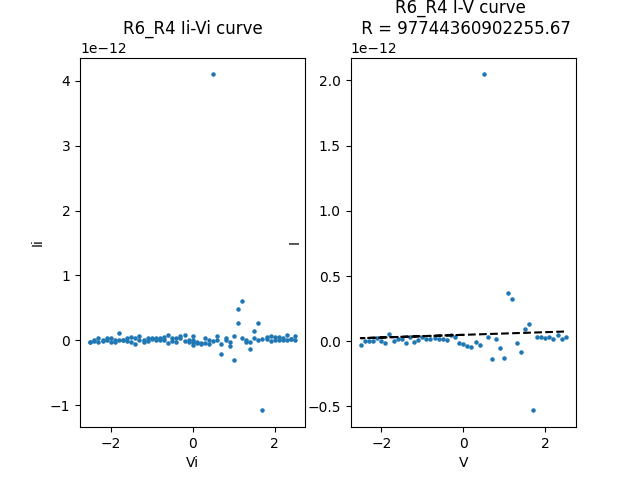 R6_R4 Ii-Vi curve
1e−12
4
3
2
1
0
−1
Ii
−2
0
2
Vi
R6_R4 I-V curve
R = 97744360902255.67
1e−12
2.0
1.5
1.0
0.5
0.0
−0.5
I
−2
0
2
V